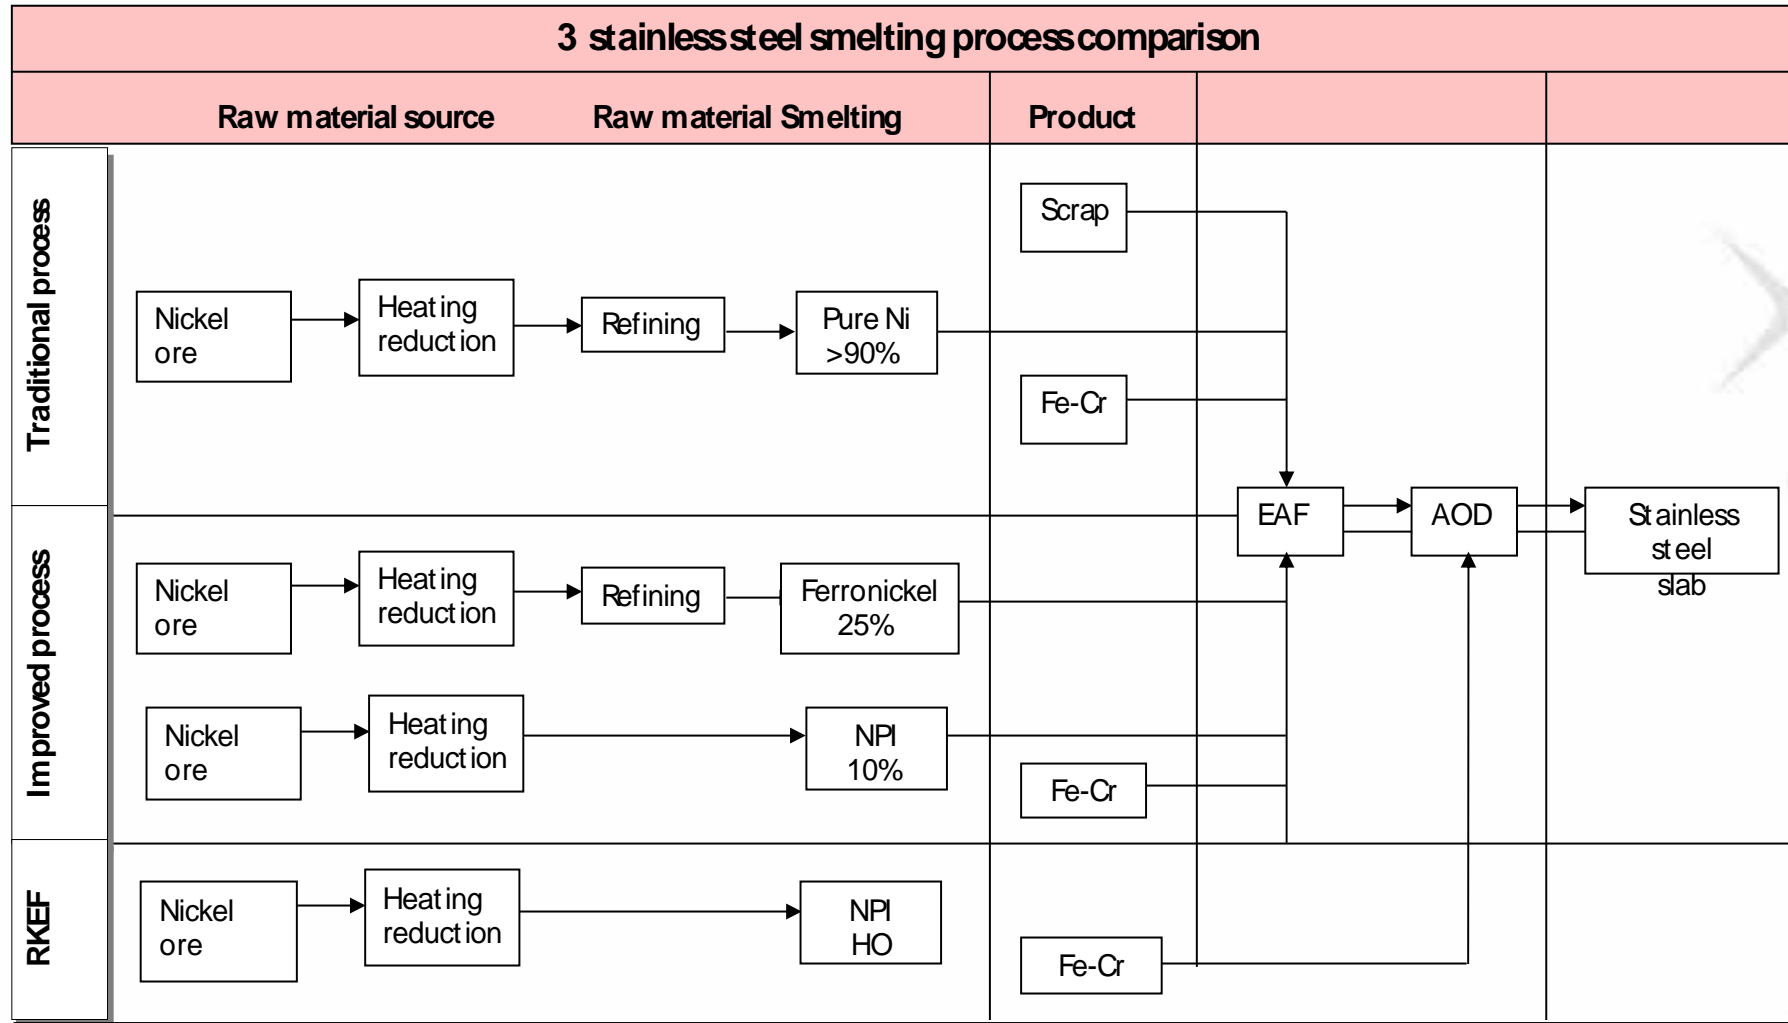 3 stainless steel smelting process comparison
Raw material source
Raw material Smelting
Product
Traditional process
Scrap
Nickel
ore
Heating
reduction
Refining
Pure Ni
>90%
Fe-Cr
EAF
AOD
Stainless
steel
slab
Improved process
Nickel
ore
Heating
reduction
Refining
Ferronickel
25%
Nickel
ore
Heating
reduction
NPI
10%
Fe-Cr
RKEF
Nickel
ore
Heating
reduction
NPI
HO
Fe-Cr